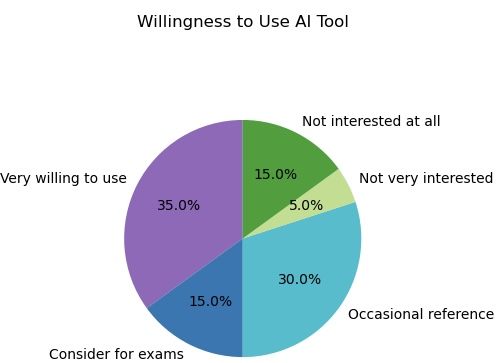 Willingness to Use AI Tool
Not interested at all
15.0%
Very willing to use
35.0%
Not very interested
5.0%
30.0%
15.0%
Occasional reference
Consider for exams